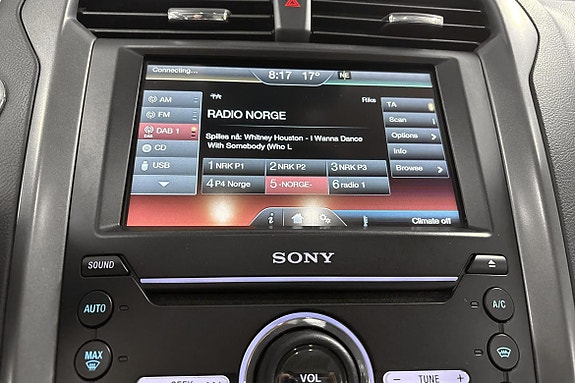 Connecting...
8:17 17° NE
AM
FM
DAB 1
CD
USB
Riks
RADIO NORGE
Spilles nå: Whitney Houston - I Wanna Dance
With Somebody (Who L
1 NRK P1 2 NRK P2 3 NRK P3
4 P4 Norge 5 -NORGE- 6 radio 1
TA
Scan
Options
Info
Browse
Climate off
SONY
SOUND
AUTO
A/C
MAX
VOL
SEEK
- TUNE +